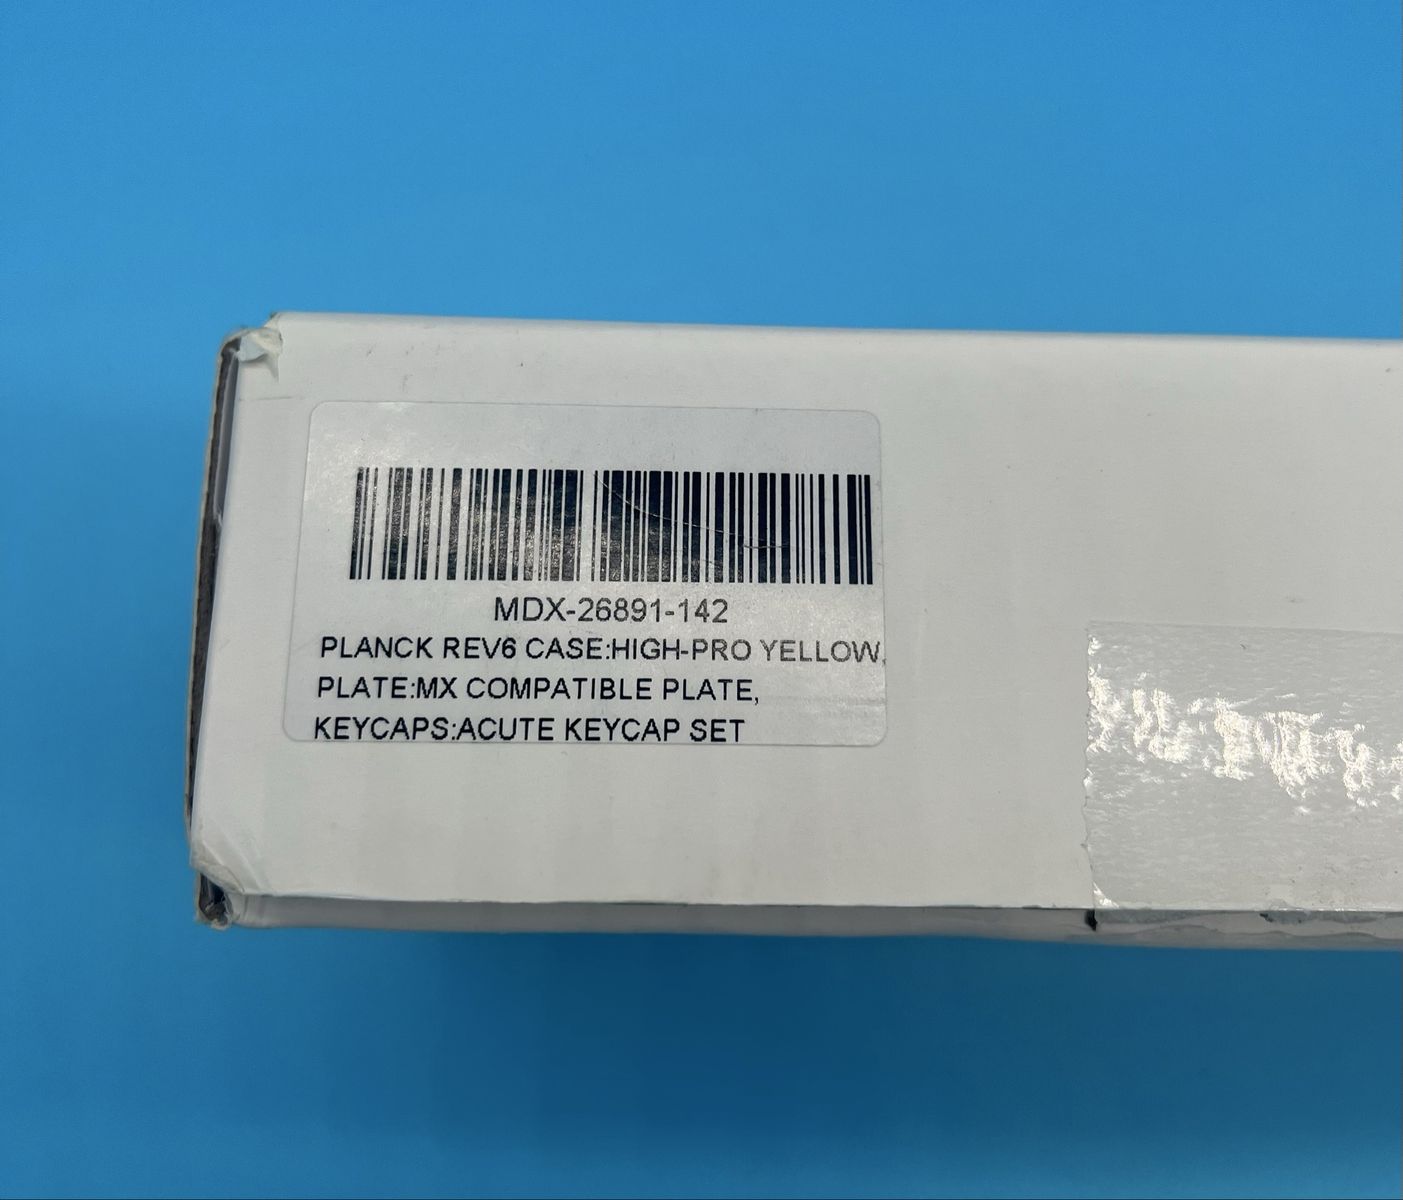 MDX-26891-142
PLANCK REV6 CASE:HIGH-PRO YELLOW,
PLATE:MX COMPATIBLE PLATE,
KEYCAPS:ACUTE KEYCAP SET